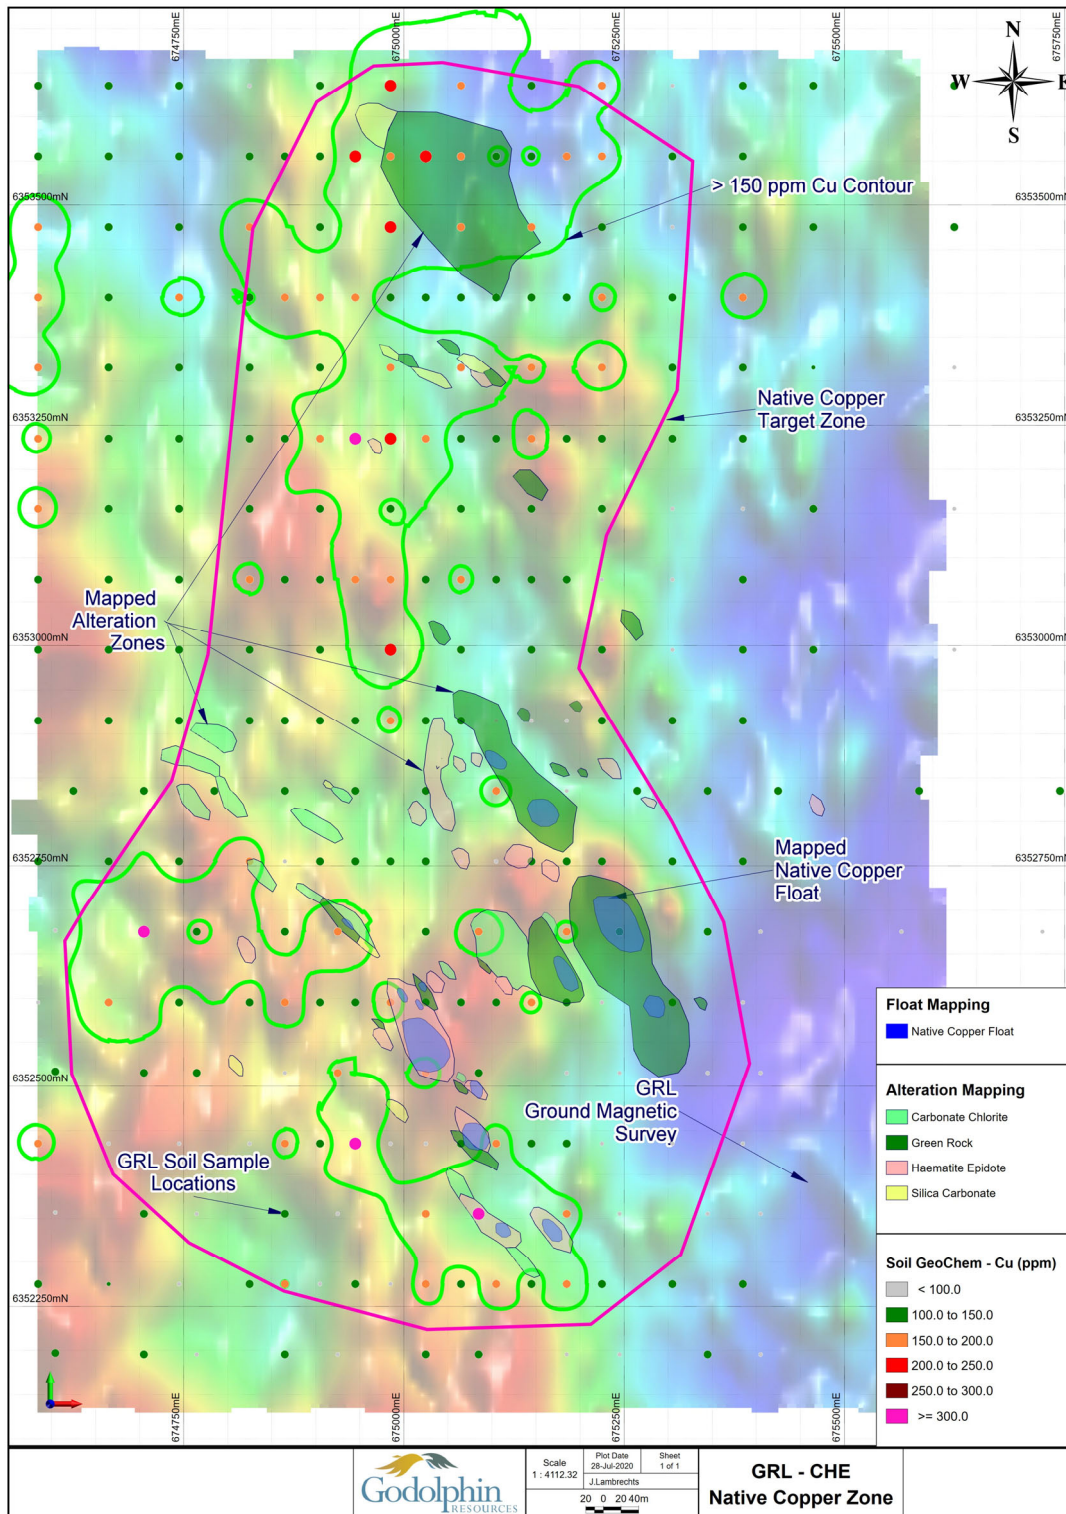 674750mE
675000mE
675250mE
675500mE
675750mE
N
W E
S
> 150 ppm Cu Contour
6353500mN
6353500mN
Native Copper
Target Zone
6353250mN
6353250mN
Mapped
Alteration
Zones
6353000mN
6353000mN
Mapped
Native Copper
Float
6352750mN
6352750mN
GRL
Ground Magnetic
Survey
6352500mN
GRL Soil Sample
Locations
6352250mN
674750mE
675000mE
675250mE
675500mE
Float Mapping
Native Copper Float
Alteration Mapping
Carbonate Chlorite
Green Rock
Haematite Epidote
Silica Carbonate
Soil GeoChem - Cu (ppm)
< 100.0
100.0 to 150.0
150.0 to 200.0
200.0 to 250.0
250.0 to 300.0
>= 300.0
Godolphin
RESOURCES
Scale
1 : 4112.32
Plot Date
28-Jul-2020
Sheet
1 of 1
J.Lambrechts
20 0 20 40m
GRL - CHE
Native Copper Zone